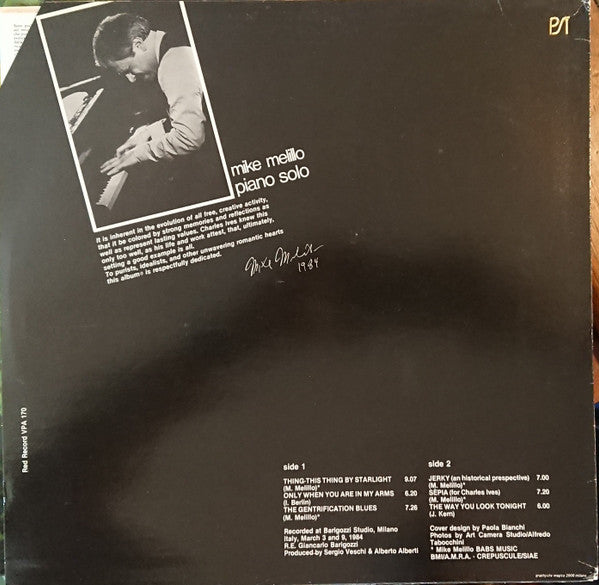 PST
mike melillo
piano solo
It is inherent in the evolution of all free, creative activity,
that it be colored by strong memories and reflections as
well as represent lasting values. Charles Ives knew this
only too well, as his life and work attest, that, ultimately,
setting a good example is all.
To purists, idealists, and other unwavering romantic hearts
this album is respectfully dedicated.
Mike Melillo
1984
Red Record VPA 170
side 1
THING-THIS THING BY STARLIGHT 9.07
(M. Melillo)*
ONLY WHEN YOU ARE IN MY ARMS 6.20
(I. Berlin)
THE GENTRIFICATION BLUES 7.26
(M. Melillo)*
Recorded at Barigozzi Studio, Milano
Italy, March 3 and 9, 1984
R.E. Giancarlo Barigozzi
Produced by Sergio Veschi & Alberto Alberti
side 2
JERKY (an historical prespective) 7.00
(M. Melillo)*
SEPIA (for Charles Ives) 7.20
(M. Melillo)*
THE WAY YOU LOOK TONIGHT 6.00
(J. Kern)
Cover design by Paola Bianchi
Photos by Art Camera Studio/Alfredo
Tabocchini
* Mike Melillo BABS MUSIC
BMI/A.M.R.A. - CREPUSCULE/SIAE